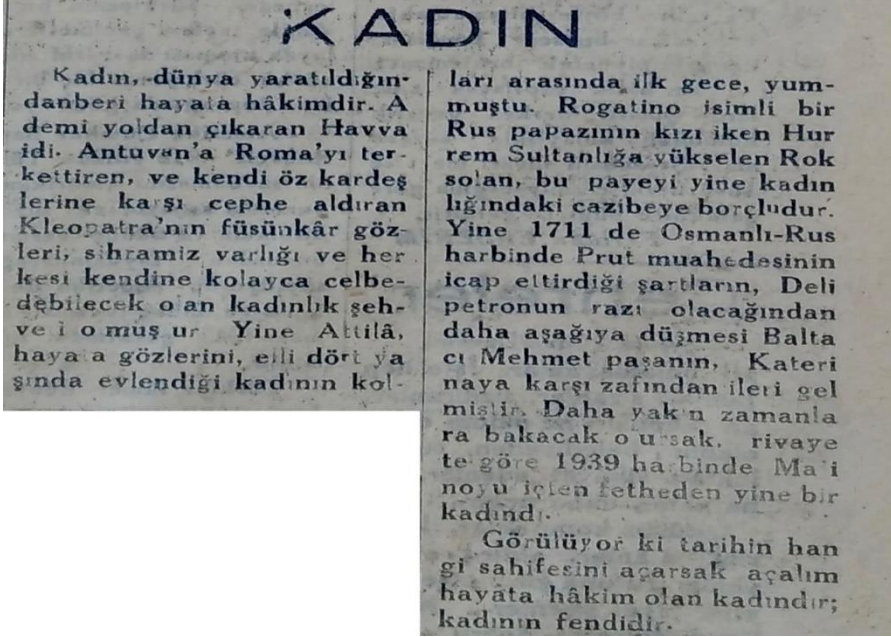 KADIN
Kadın, dünya yaratıldığın-
danberi hayata hâkimdir. A
demi yoldan çıkaran Havva
idi. Antuvan'a Roma'yı ter-
kettiren, ve kendi öz kardeş
lerine karşı cephe aldıran
Kleopatra'nın füsünkâr göz-
leri, sihramiz varlığı ve her
kesi kendine kolayca celbe-
debilecek olan kadınlık şeh-
veti olmuştur Yine Attilâ,
hayata gözlerini, elli dört ya
şında evlendiği kadının kol-
ları arasında ilk gece, yum-
muştu. Rogatino isimli bir
Rus papazının kızı iken Hur
rem Sultanlığa yükselen Rok
solan, bu payeyi yine kadın
lığındaki cazibeye borçludur.
Yine 1711 de Osmanlı-Rus
harbinde Prut muahedesinin
icap ettirdiği şartların, Deli
petronun razı olacağından
daha aşağıya düşmesi Balta
cı Mehmet paşanın, Kateri
naya karşı zafından ileri gel
miştir. Daha yakın zamanla
ra bakacak olursak, rivaye
te göre 1939 harbinde Maji
noyu içten fetheden yine bir
kadındı.
Görülüyor ki tarihin han
gi sahifesini açarsak açalım
hayata hâkim olan kadındır;
kadının fendidir.